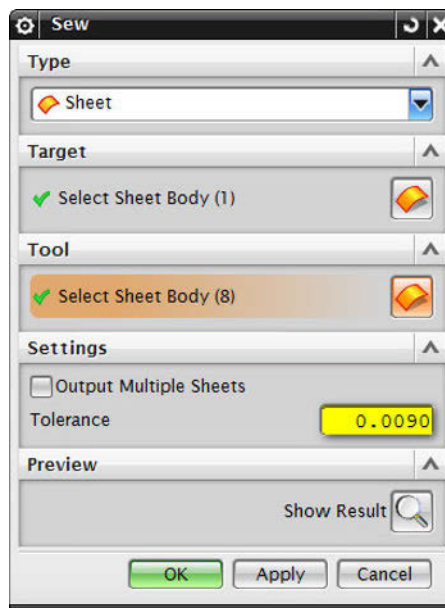 Sew
Type
Sheet
Target
Select Sheet Body (1)
Tool
Select Sheet Body (8)
Settings
Output Multiple Sheets
Tolerance 0.0090
Preview
Show Result
OK Apply Cancel